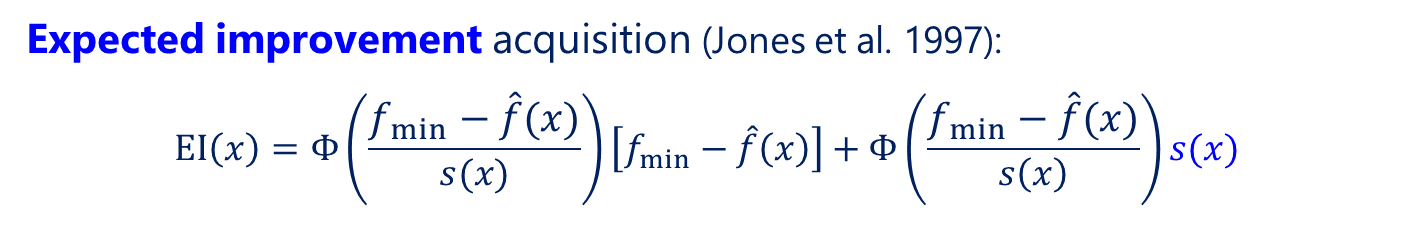 Expected improvement acquisition (Jones et al. 1997):
EI(x) = Φ((f_min − f̂(x))/s(x)) [f_min − f̂(x)] + Φ((f_min − f̂(x))/s(x)) s(x)